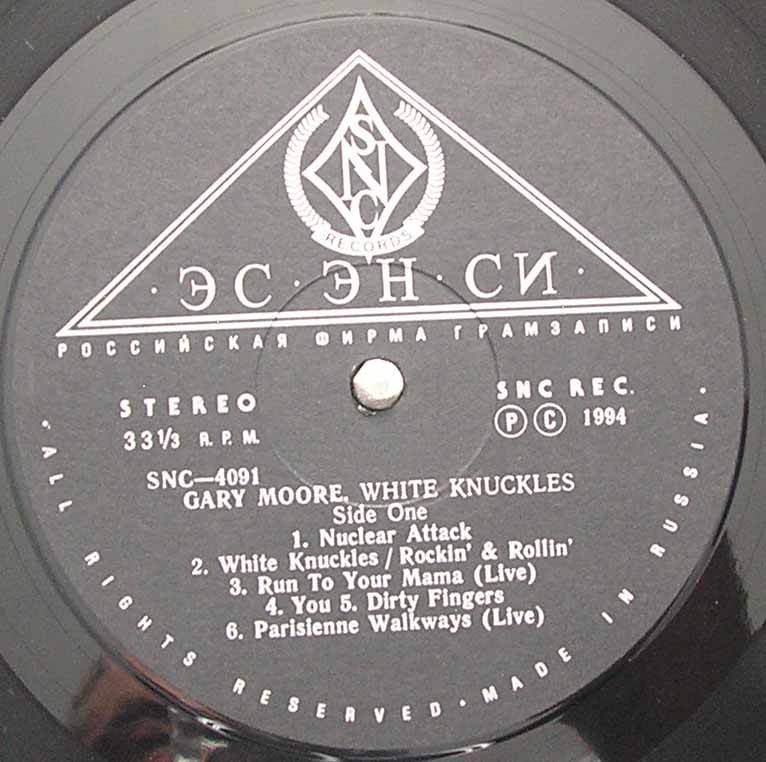 SNC
RECORDS
·ЭС·ЭН·СИ·
РОССИЙСКАЯ ФИРМА ГРАМЗАПИСИ
STEREO
33 1/3 R. P. M.
SNC REC.
Ⓟ Ⓒ 1994
SNC—4091
GARY MOORE. WHITE KNUCKLES
Side One
1. Nuclear Attack
2. White Knuckles / Rockin' & Rollin'
3. Run To Your Mama (Live)
4. You 5. Dirty Fingers
6. Parisienne Walkways (Live)
·ALL RIGHTS RESERVED·MADE IN RUSSIA·